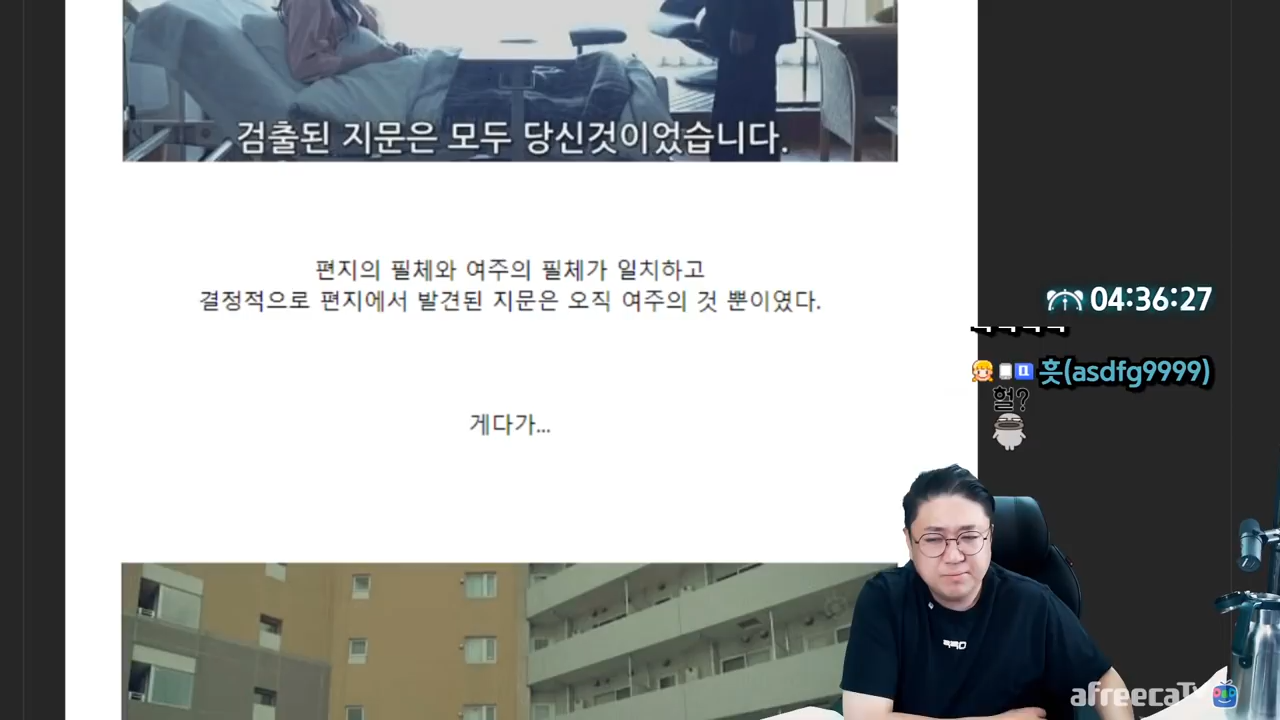 검출된 지문은 모두 당신것이었습니다.
편지의 필체와 여주의 필체가 일치하고
결정적으로 편지에서 발견된 지문은 오직 여주의 것 뿐이였다.
게다가...
04:36:27
흣(asdfg9999)
헐?
afreecaTV